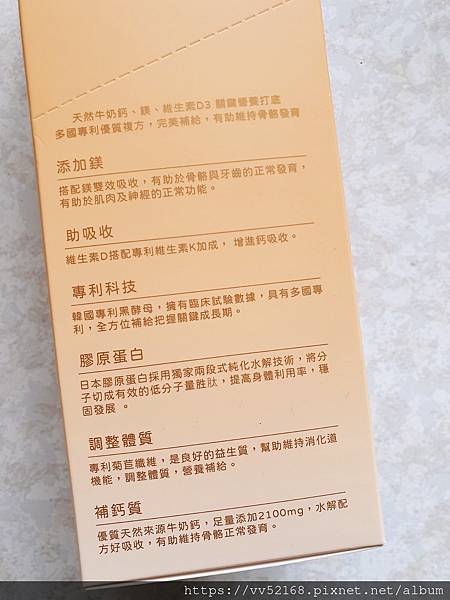 天然牛奶鈣、鎂、維生素D3 關鍵營養打底
多國專利優質複方，完美補給，有助維持骨骼發育
添加鎂
搭配鎂雙效吸收，有助於骨骼與牙齒的正常發育，
有助於肌肉及神經的正常功能。
助吸收
維生素D搭配專利維生素K加成， 增進鈣吸收。
專利科技
韓國專利黑酵母，擁有臨床試驗數據，具有多國專
利，全方位補給把握關鍵成長期。
膠原蛋白
日本膠原蛋白採用獨家兩段式純化水解技術，將分
子切成有效的低分子量胜肽，提高身體利用率，穩
固發展 。
調整體質
專利菊苣纖維，是良好的益生質，幫助維持消化道
機能，調整體質，營養補給。
補鈣質
優質天然來源牛奶鈣，足量添加2100mg，水解配
方好吸收，有助維持骨骼正常發育。
https://vv52168.pixnet.net/album